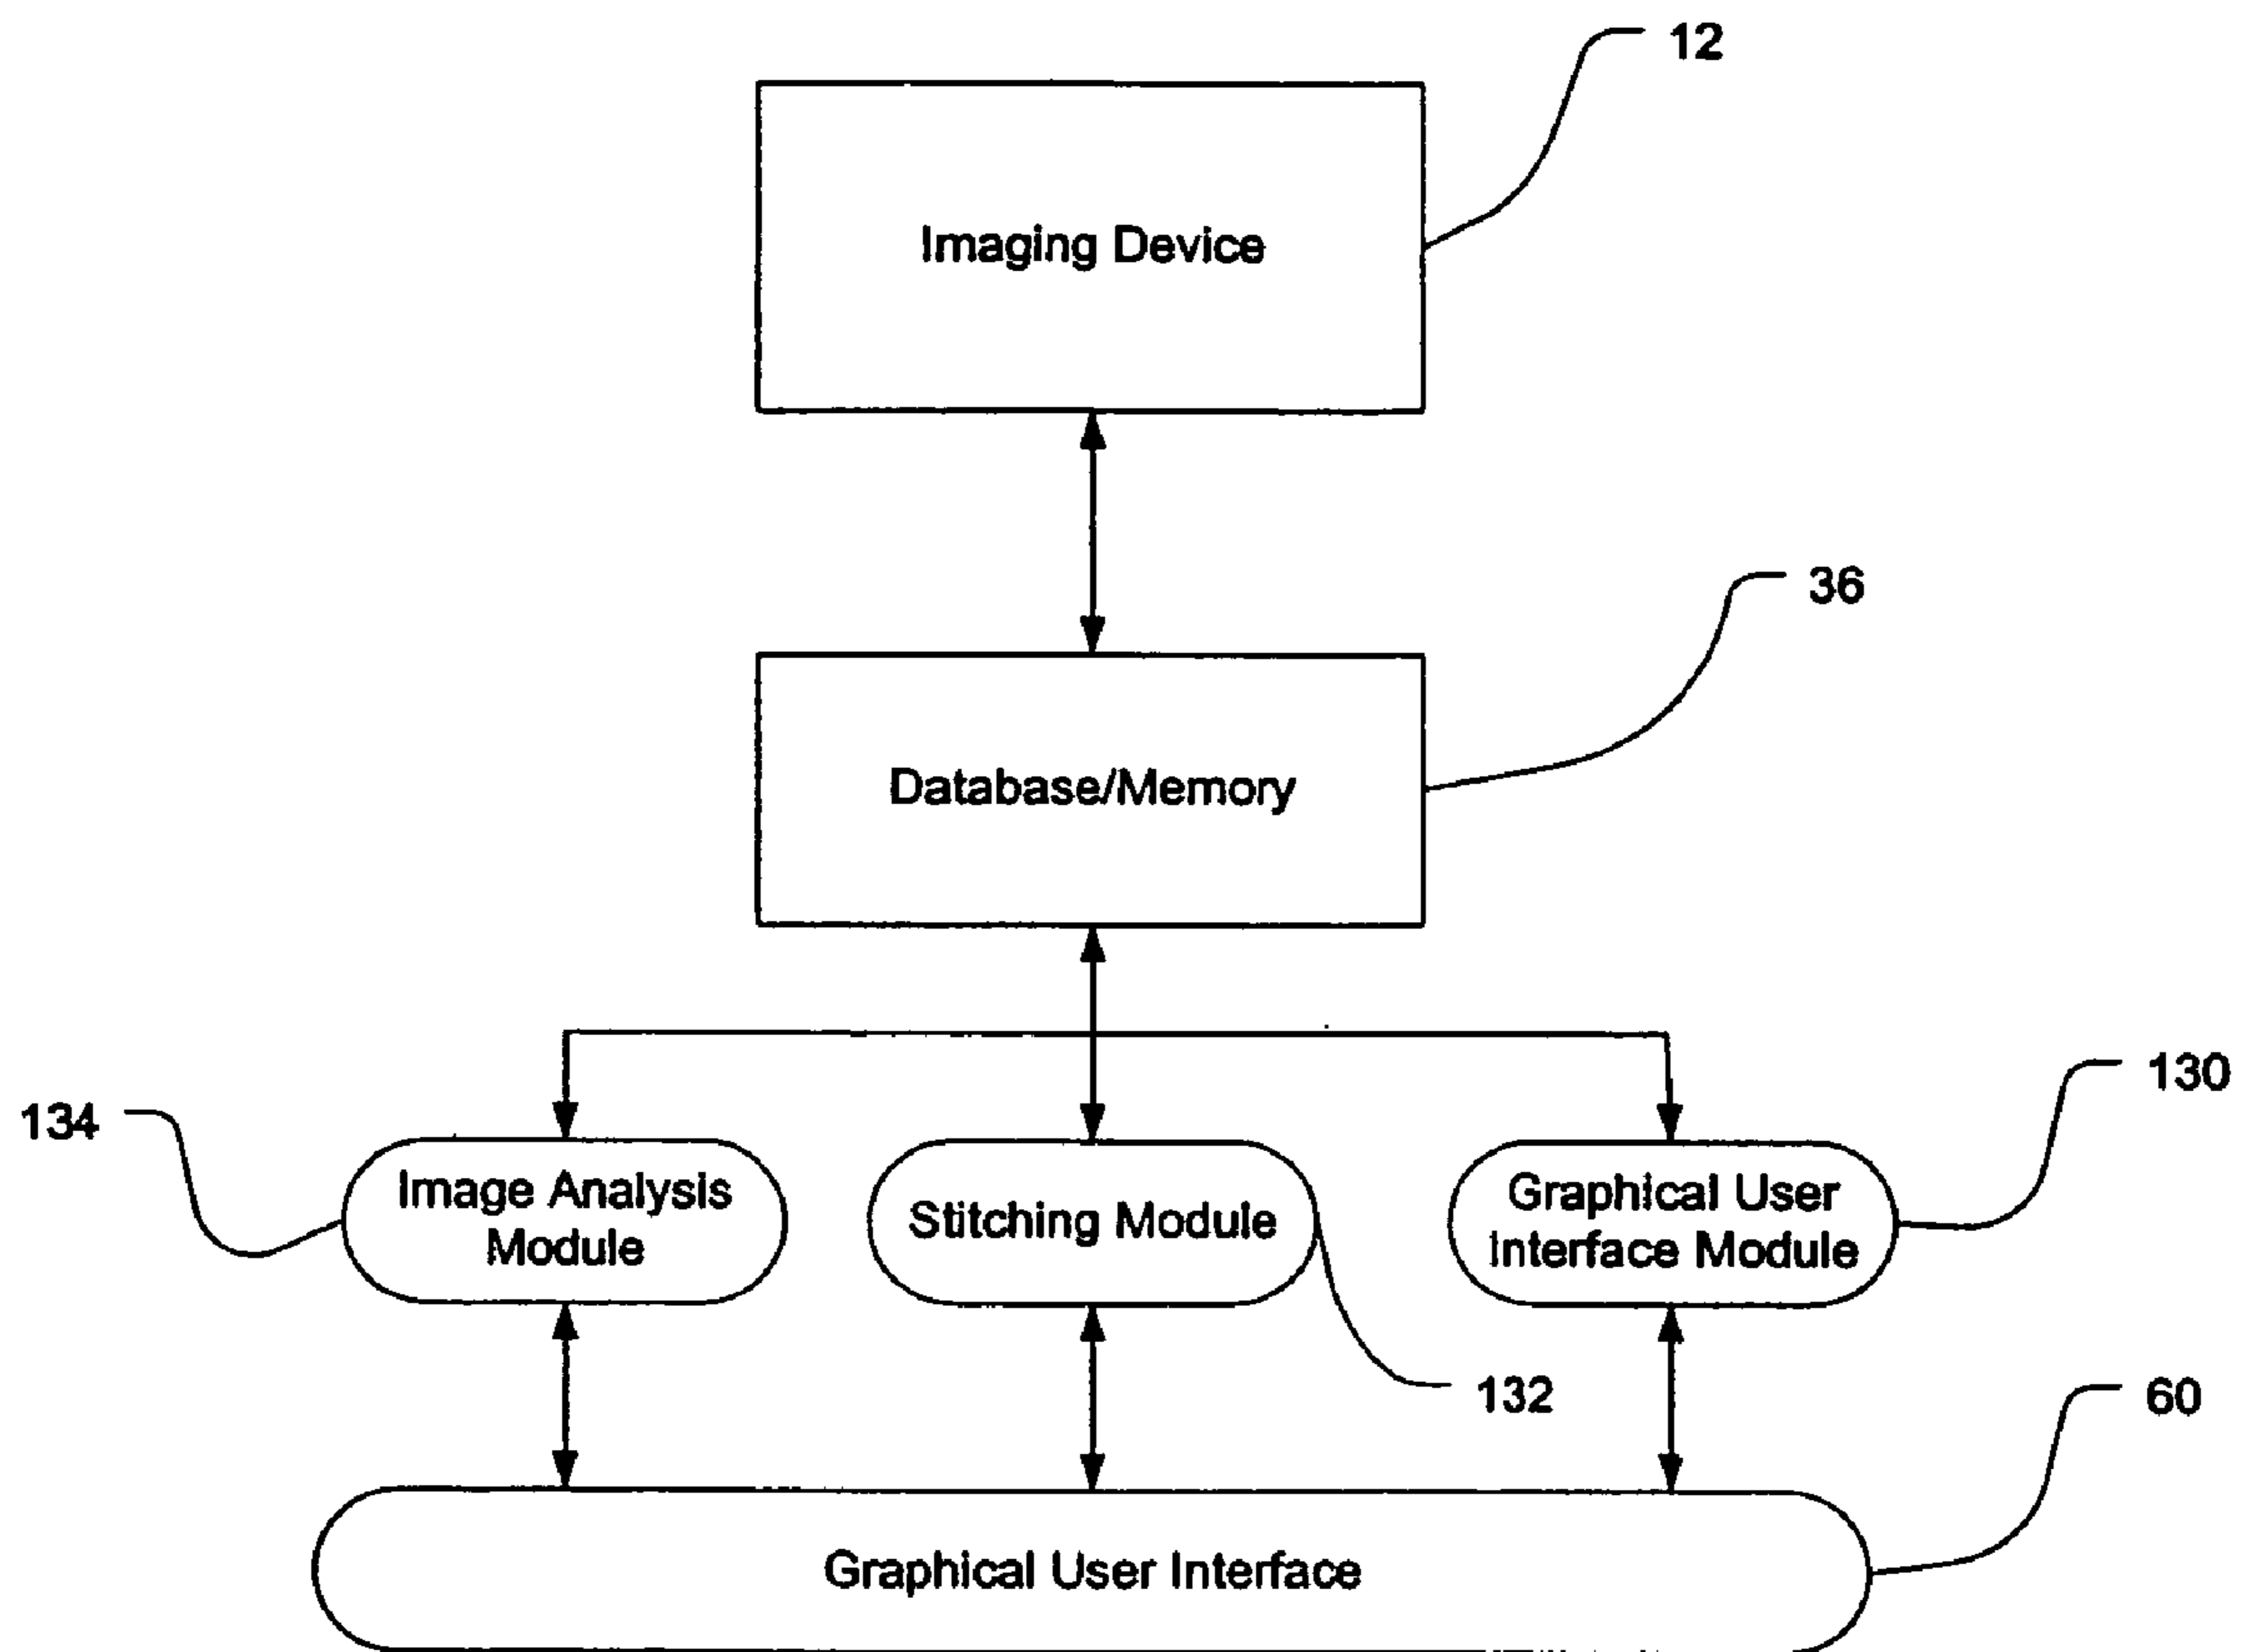 12
Imaging Device
36
Database/Memory
130
134
Image Analysis
Module
Stitching Module
Graphical User
Interface Module
132
60
Graphical User Interface